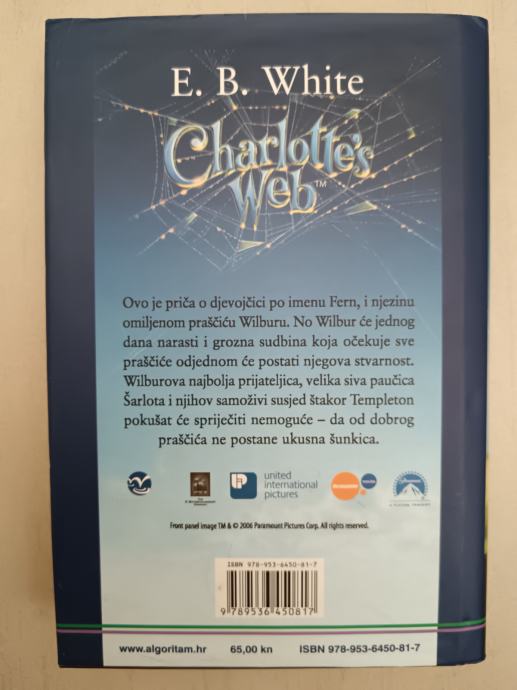 E. B. White
Charlotte's
Web™
Ovo je priča o djevojčici po imenu Fern, i njezinu
omiljenom praščiću Wilburu. No Wilbur će jednog
dana narasti i grozna sudbina koja očekuje sve
praščiće odjednom će postati njegova stvarnost.
Wilburova najbolja prijateljica, velika siva paučica
Šarlota i njihov samoživi susjed štakor Templeton
pokušat će spriječiti nemoguće – da od dobrog
praščića ne postane ukusna šunkica.
united
international
pictures
Paramount
Front panel image TM & © 2006 Paramount Pictures Corp. All rights reserved.
ISBN 978-953-6450-81-7
9 789536 450817
www.algoritam.hr 65,00 kn ISBN 978-953-6450-81-7